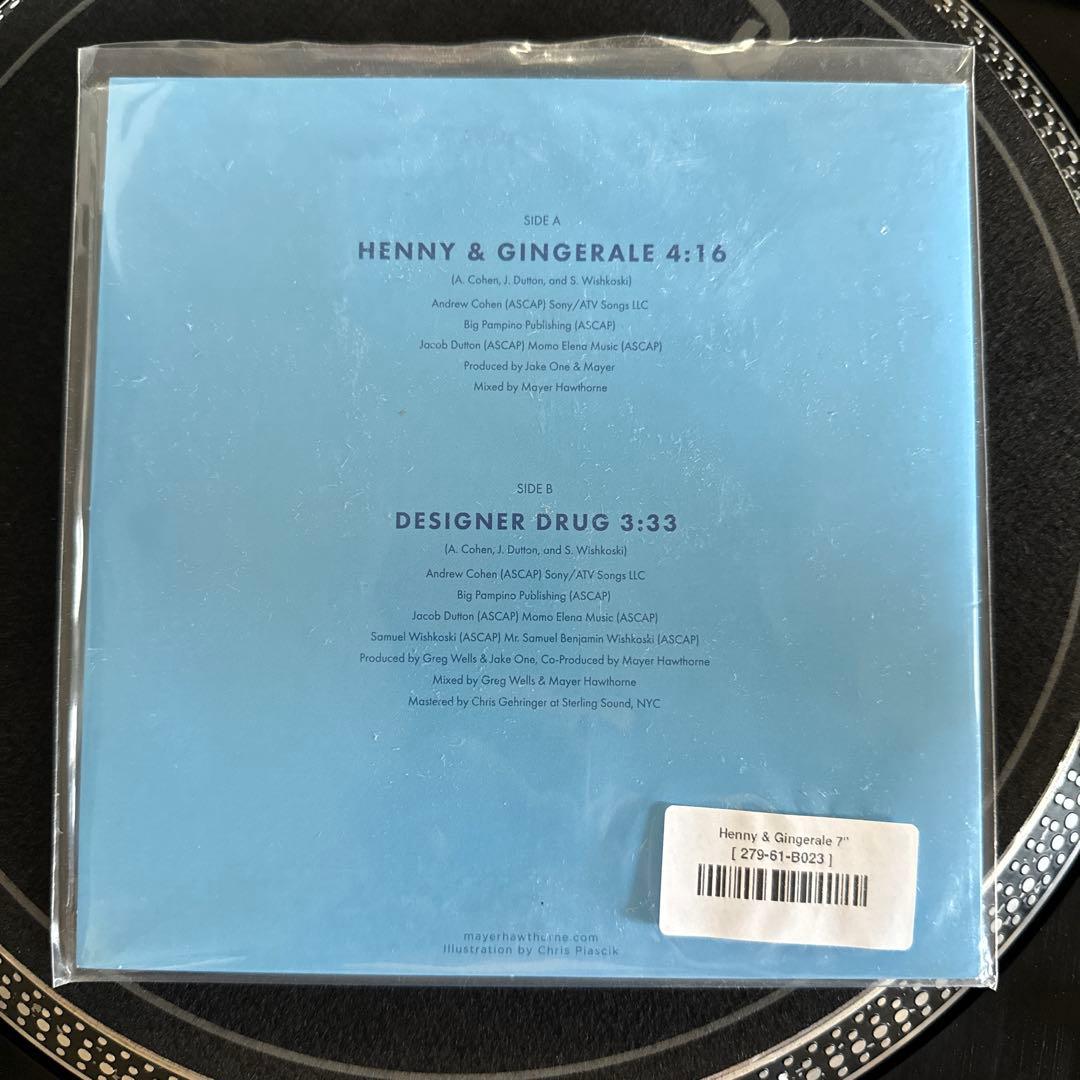 SIDE A
HENNY & GINGERALE 4:16
(A. Cohen, J. Dutton, and S. Wishkoski)
Andrew Cohen (ASCAP) Sony/ATV Songs LLC
Big Pampino Publishing (ASCAP)
Jacob Dutton (ASCAP) Momo Elena Music (ASCAP)
Produced by Jake One & Mayer
Mixed by Mayer Hawthorne
SIDE B
DESIGNER DRUG 3:33
(A. Cohen, J. Dutton, and S. Wishkoski)
Andrew Cohen (ASCAP) Sony/ATV Songs LLC
Big Pampino Publishing (ASCAP)
Jacob Dutton (ASCAP) Momo Elena Music (ASCAP)
Samuel Wishkoski (ASCAP) Mr. Samuel Benjamin Wishkoski (ASCAP)
Produced by Greg Wells & Jake One, Co-Produced by Mayer Hawthorne
Mixed by Greg Wells & Mayer Hawthorne
Mastered by Chris Gehringer at Sterling Sound, NYC
Henny & Gingerale 7"
[ 279-61-B023 ]
mayerhawthorne.com
Illustration by Chris Piascik